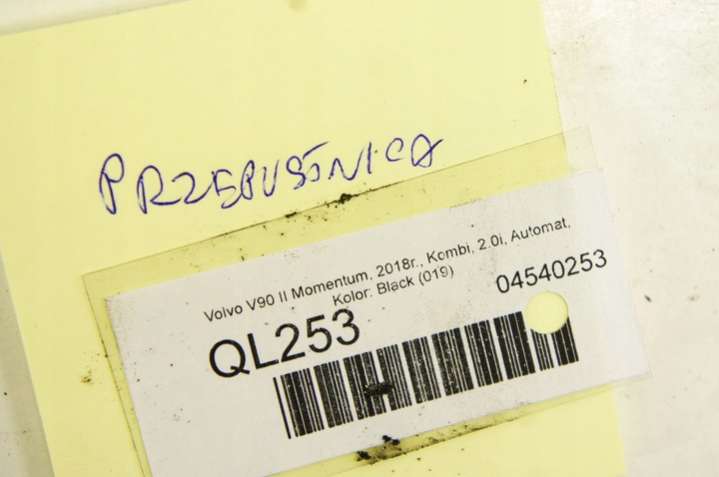 PRZEPUSTNICA
Volvo V90 II Momentum, 2018r., Kombi, 2.0i, Automat,
Kolor: Black (019)
04540253
QL253